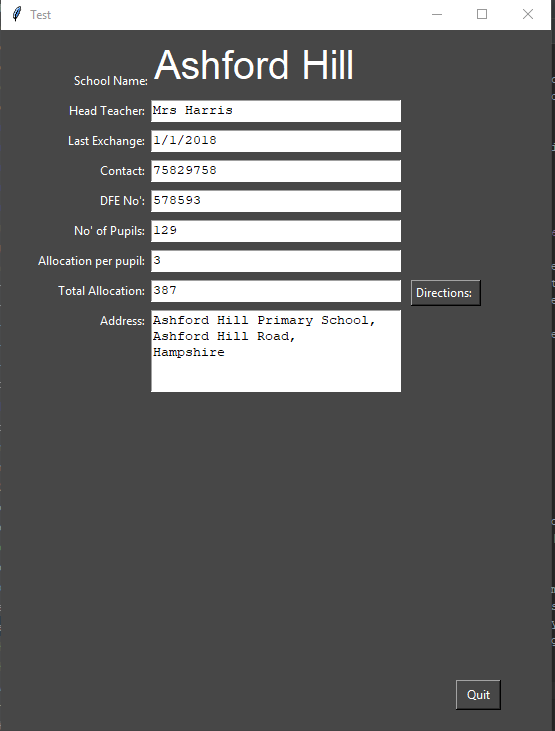 Test
School Name: Ashford Hill
Head Teacher: Mrs Harris
Last Exchange: 1/1/2018
Contact: 75829758
DFE No': 578593
No' of Pupils: 129
Allocation per pupil: 3
Total Allocation: 387
Directions:
Address: Ashford Hill Primary School,
Ashford Hill Road,
Hampshire
Quit